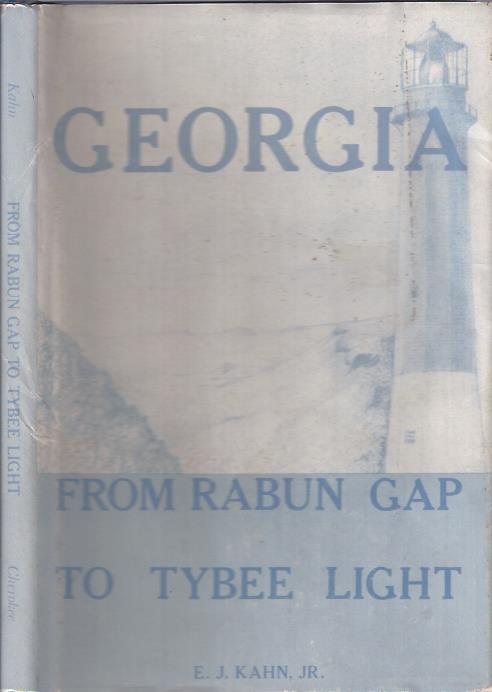 Kahn
FROM RABUN GAP TO TYBEE LIGHT
Cherokee
GEORGIA
FROM RABUN GAP
TO TYBEE LIGHT
E. J. KAHN, JR.